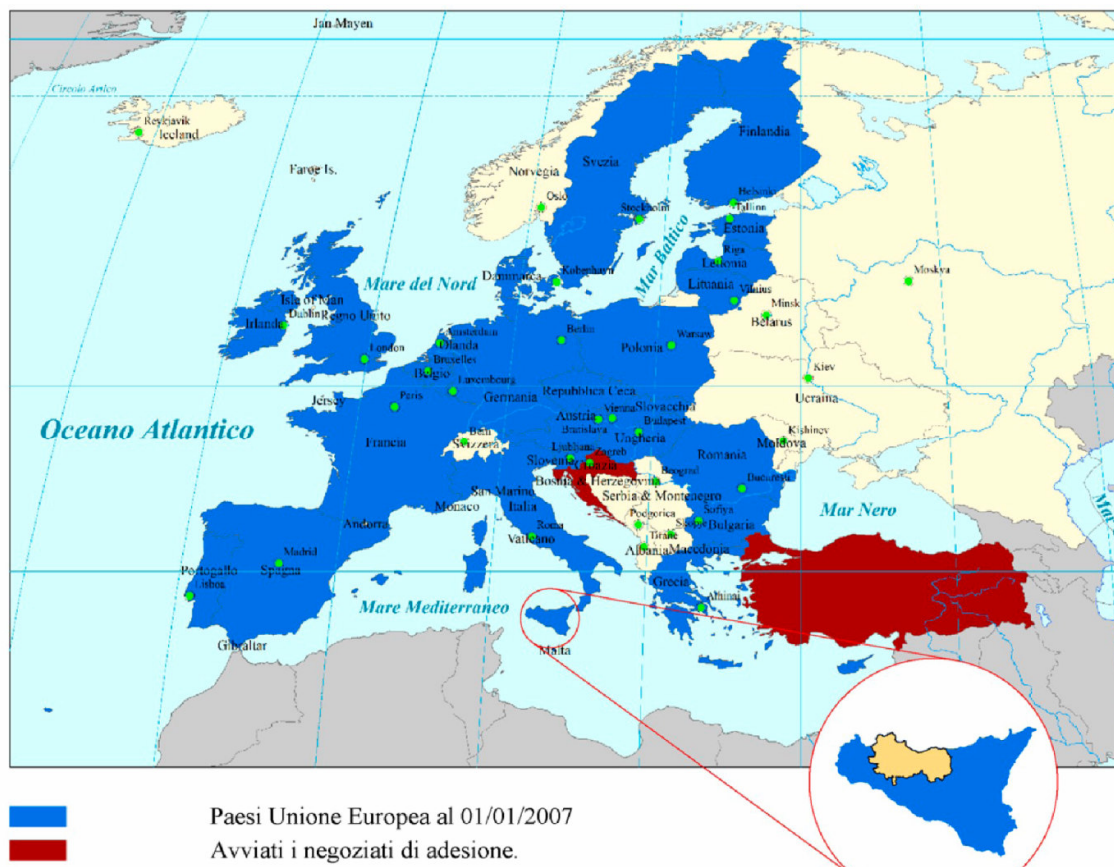 Jan Mayen
Circolo Artico
Reykjavik
Iceland
Finlandia
Svezia
Faroe Is.
Norvegia
Oslo
Helsinki
Tallinn
Stockholm
Estonia
Mar Baltico
Riga
Lettonia
Moskva
Mare del Nord
Danimarca
København
Lituania
Vilnius
Isle of Man
Dublin
Regno Unito
Irlanda
Minsk
Belarus
Amsterdam
Olanda
Berlin
Warsaw
Polonia
London
Bruxelles
Belgio
Kiev
Luxembourg
Repubblica Ceca
Germania
Ucraina
Jersey
Paris
Slovacchia
Vienna
Austria
Budapest
Bratislava
Oceano Atlantico
Francia
Bern
Svizzera
Ungheria
Kishinev
Moldova
Ljubljana
Zagreb
Slovenia
Croazia
Romania
Bosnia & Herzegovina
Beograd
Bucuresti
San Marino
Serbia & Montenegro
Monaco
Italia
Mar Nero
Andorra
Roma
Podgorica
Sofiya
Bulgaria
Vaticano
Skopje
Tirane
Albania
Macedonia
Madrid
Portogallo
Spagna
Lisboa
Grecia
Athinai
Mare Mediterraneo
Gibraltar
Malta
Paesi Unione Europea al 01/01/2007
Avviati i negoziati di adesione.